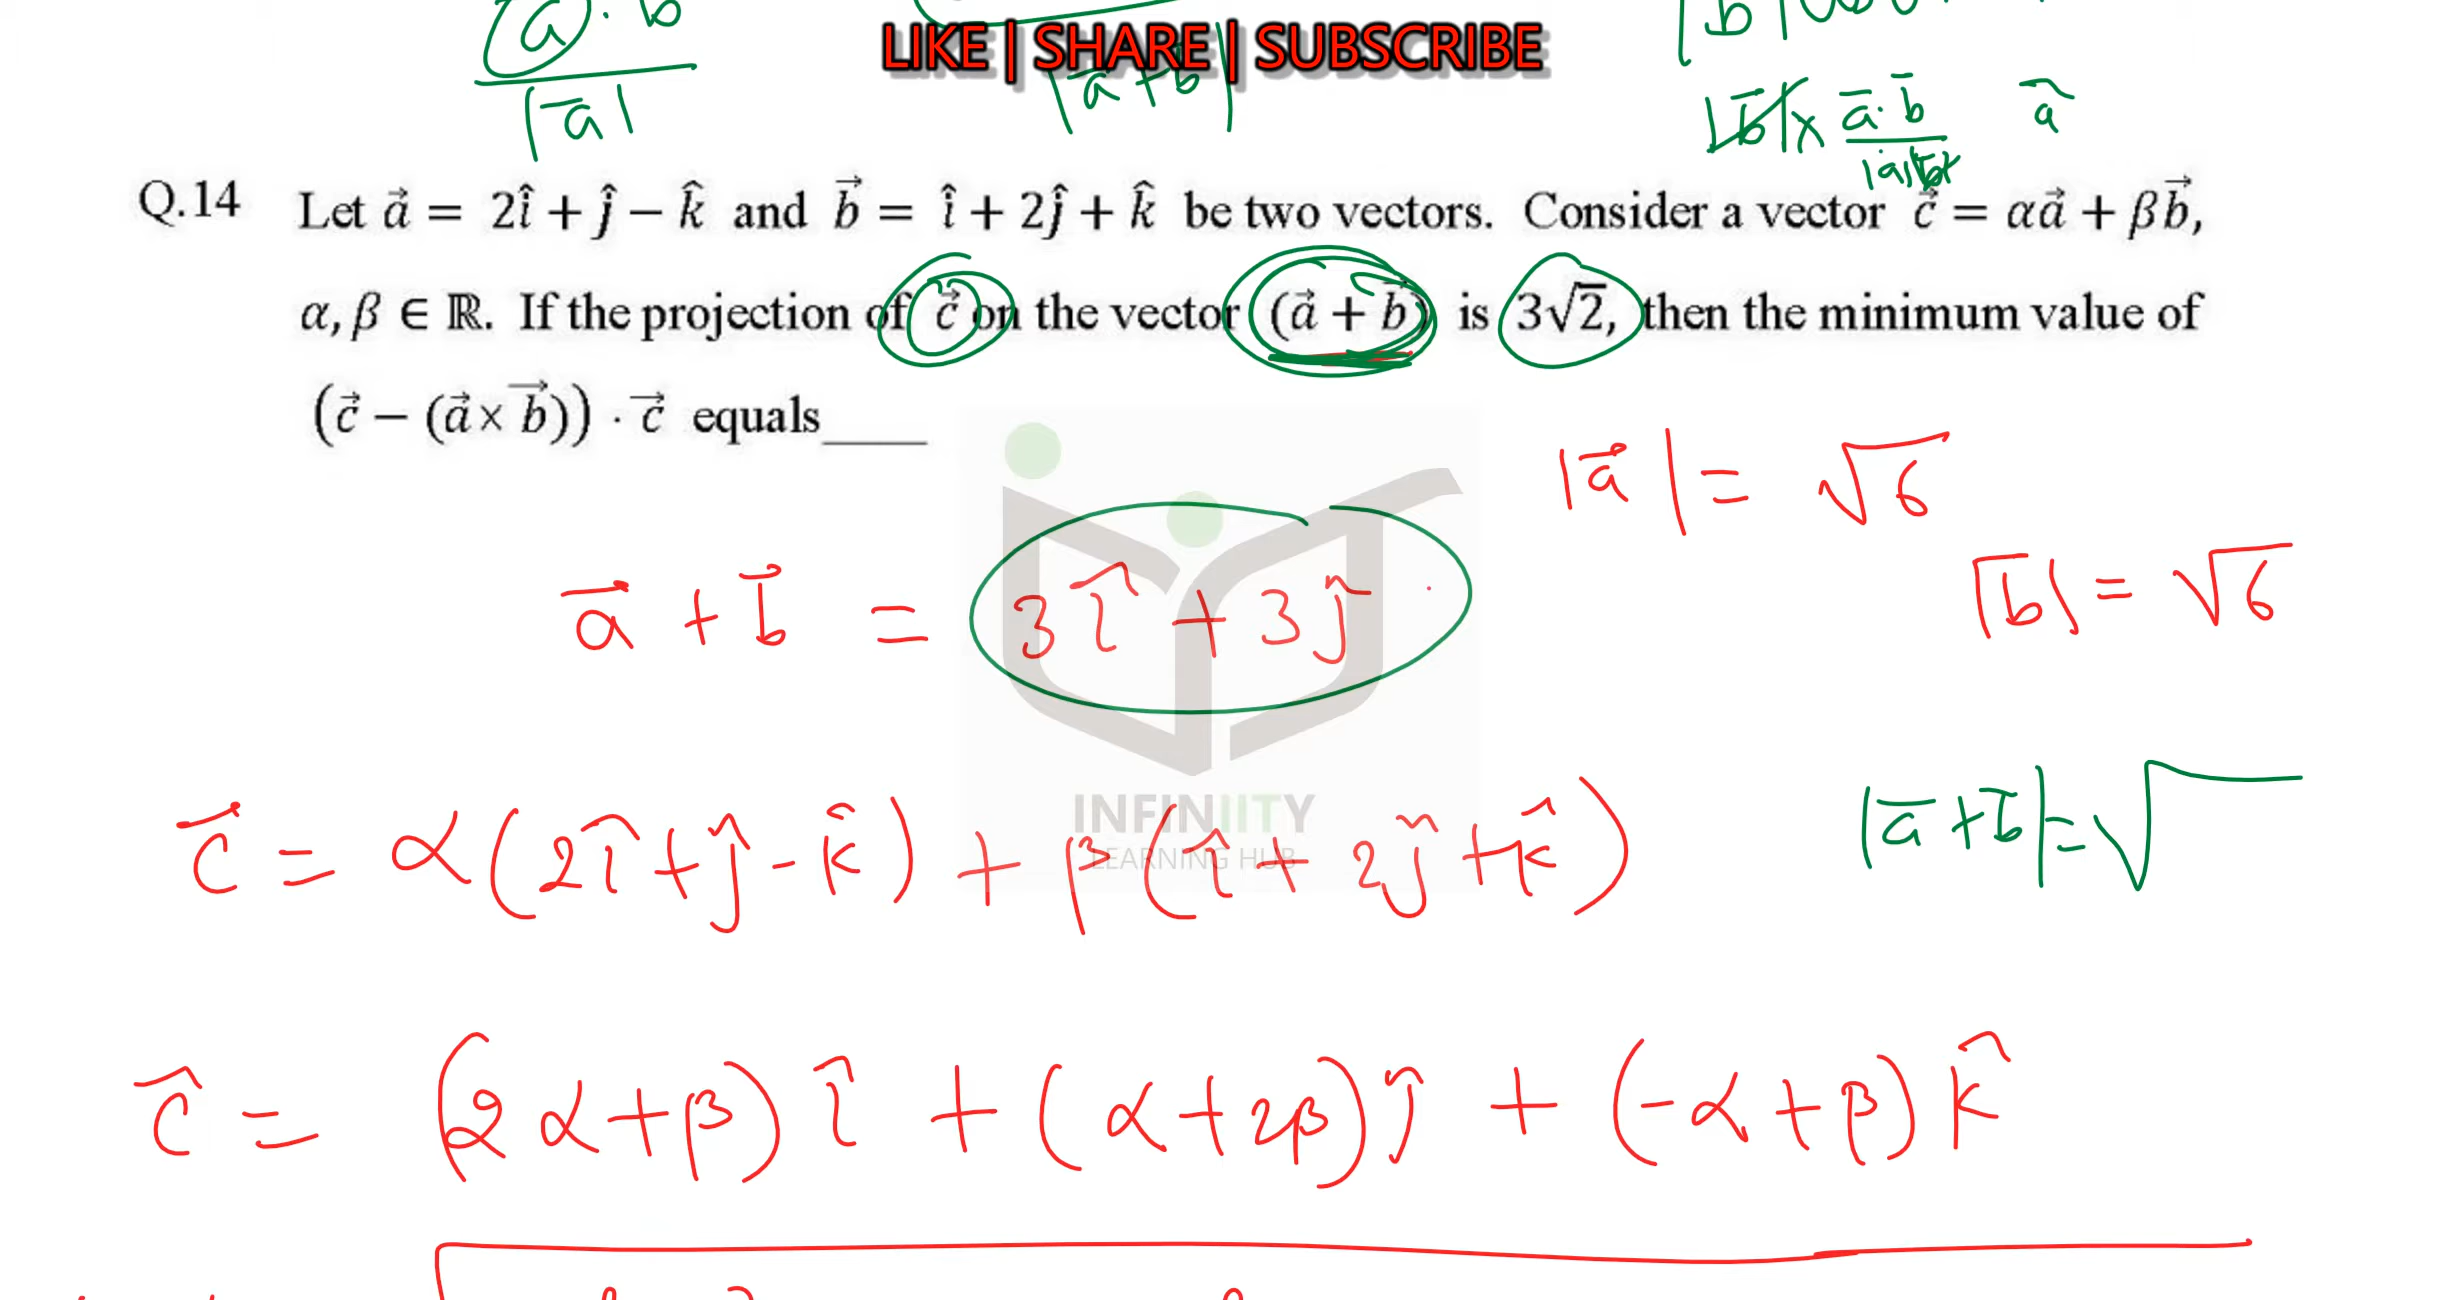 a · b
|b|
LIKE | SHARE | SUBSCRIBE
|a|
|a + b|
|b| × a · b
a
|a||b|
Q.14 Let a⃗ = 2î + ĵ − k̂ and b⃗ = î + 2ĵ + k̂ be two vectors. Consider a vector c⃗ = αa⃗ + βb⃗,
α, β ∈ ℝ. If the projection of c⃗ on the vector (a⃗ + b⃗) is 3√2, then the minimum value of
(c⃗ − (a⃗ × b⃗)) · c⃗ equals____
|a| = √6
|b| = √6
a + b = 3î + 3ĵ
INFINIITY
LEARNING HUB
c = α(2î + ĵ − k̂) + β(î + 2ĵ + k̂)
|a + b| = √
c = (2α + β)î + (α + 2β)ĵ + (−α + β)k̂